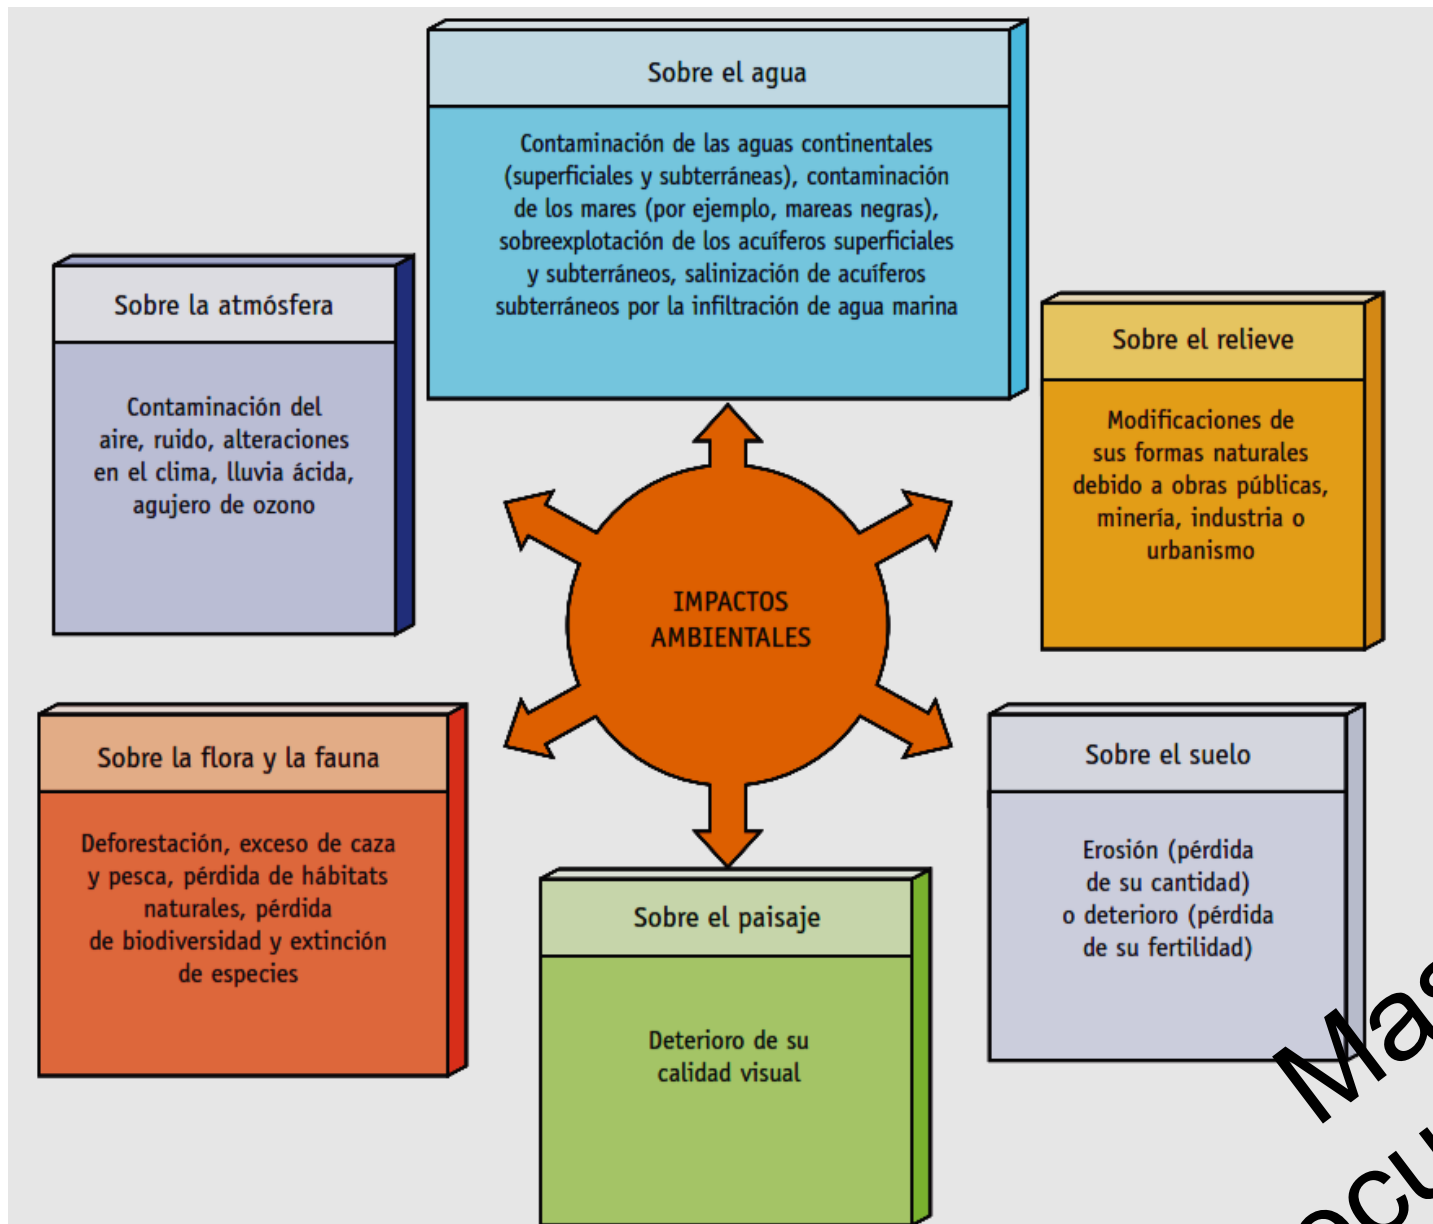 Sobre el agua
Contaminación de las aguas continentales
(superficiales y subterráneas), contaminación
de los mares (por ejemplo, mareas negras),
sobreexplotación de los acuíferos superficiales
y subterráneos, salinización de acuíferos
subterráneos por la infiltración de agua marina
Sobre la atmósfera
Contaminación del
aire, ruido, alteraciones
en el clima, lluvia ácida,
agujero de ozono
Sobre el relieve
Modificaciones de
sus formas naturales
debido a obras públicas,
minería, industria o
urbanismo
IMPACTOS
AMBIENTALES
Sobre la flora y la fauna
Deforestación, exceso de caza
y pesca, pérdida de hábitats
naturales, pérdida
de biodiversidad y extinción
de especies
Sobre el paisaje
Deterioro de su
calidad visual
Sobre el suelo
Erosión (pérdida
de su cantidad)
o deterioro (pérdida
de su fertilidad)